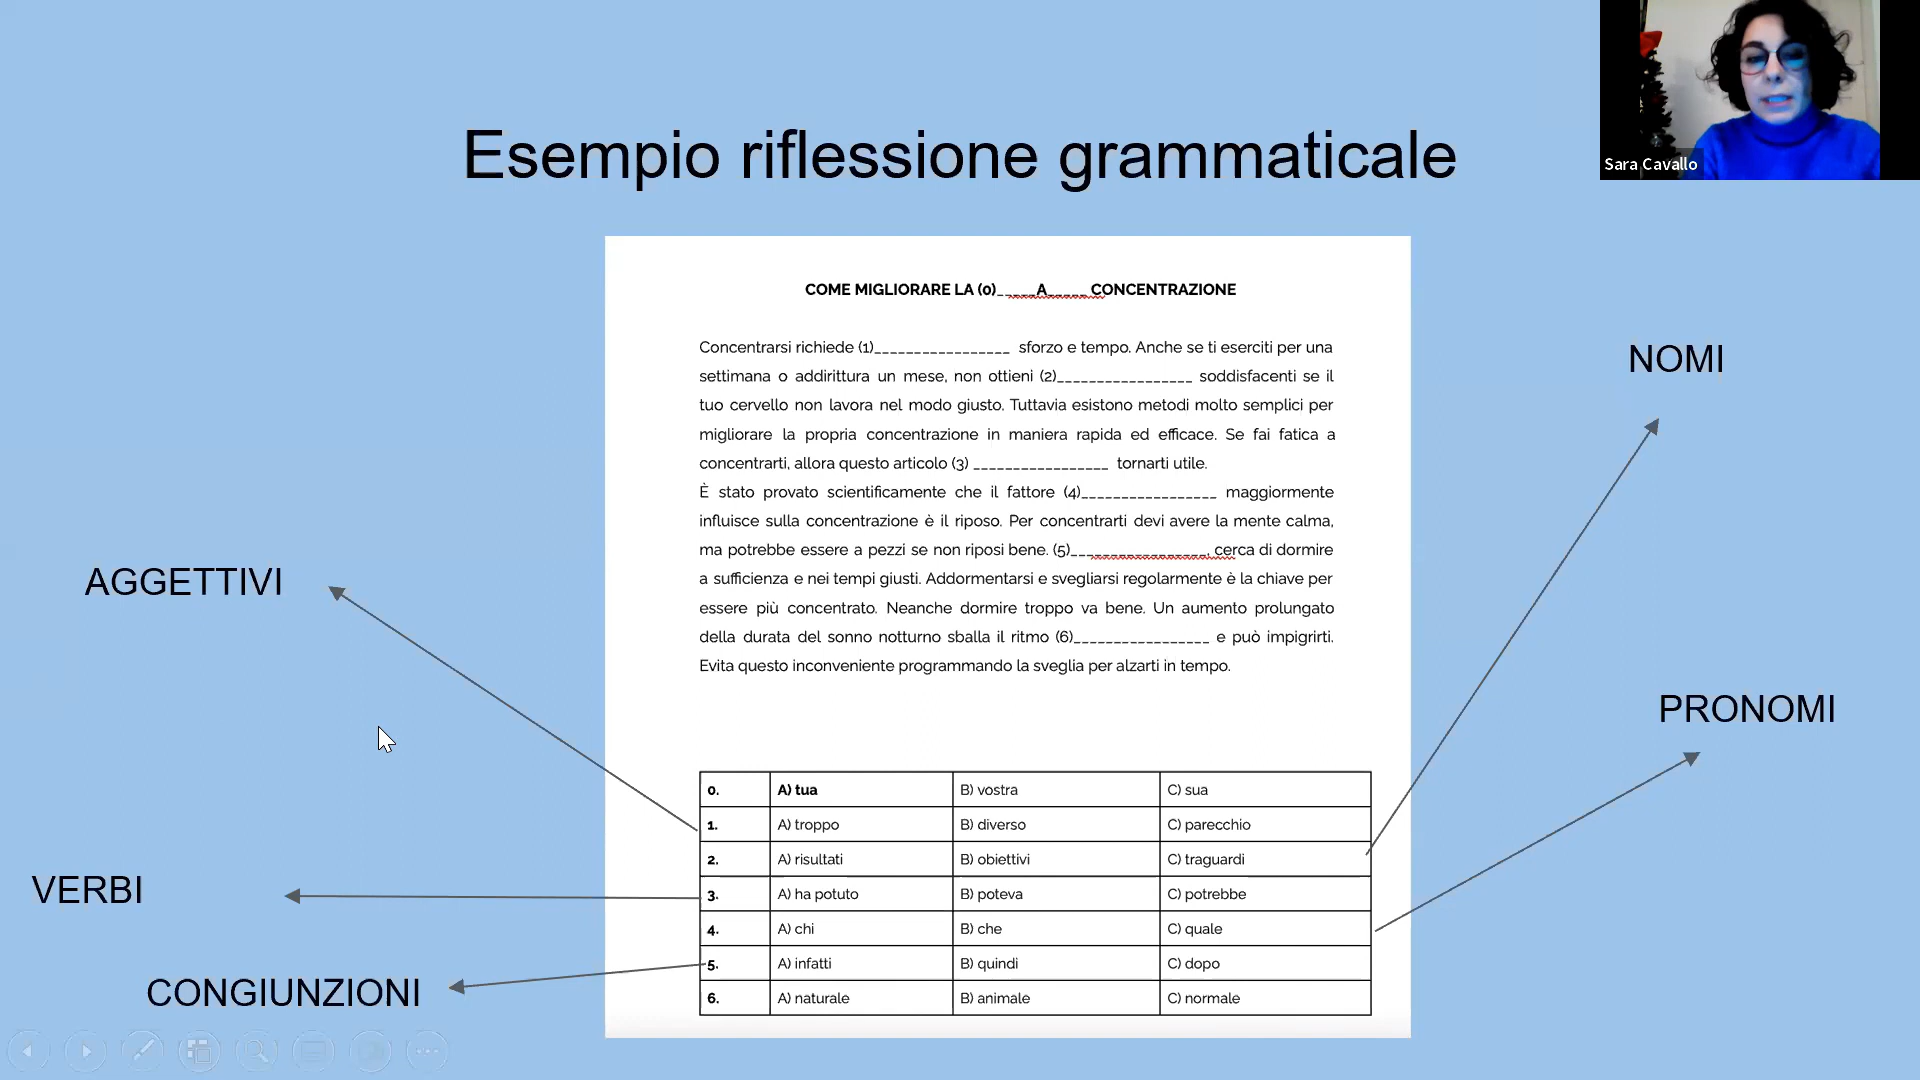 Sara Cavallo
Esempio riflessione grammaticale
COME MIGLIORARE LA (0)_____A_____ CONCENTRAZIONE
Concentrarsi richiede (1)_________________ sforzo e tempo. Anche se ti eserciti per una
settimana o addirittura un mese, non ottieni (2)_________________ soddisfacenti se il
tuo cervello non lavora nel modo giusto. Tuttavia esistono metodi molto semplici per
migliorare la propria concentrazione in maniera rapida ed efficace. Se fai fatica a
concentrarti, allora questo articolo (3) _________________ tornarti utile.
È stato provato scientificamente che il fattore (4)_________________ maggiormente
influisce sulla concentrazione è il riposo. Per concentrarti devi avere la mente calma,
ma potrebbe essere a pezzi se non riposi bene. (5)_________________, cerca di dormire
a sufficienza e nei tempi giusti. Addormentarsi e svegliarsi regolarmente è la chiave per
essere più concentrato. Neanche dormire troppo va bene. Un aumento prolungato
della durata del sonno notturno sballa il ritmo (6)_________________ e può impigrirti.
Evita questo inconveniente programmando la sveglia per alzarti in tempo.
0. A) tua B) vostra C) sua
1. A) troppo B) diverso C) parecchio
2. A) risultati B) obiettivi C) traguardi
3. A) ha potuto B) poteva C) potrebbe
4. A) chi B) che C) quale
5. A) infatti B) quindi C) dopo
6. A) naturale B) animale C) normale
AGGETTIVI
VERBI
CONGIUNZIONI
NOMI
PRONOMI